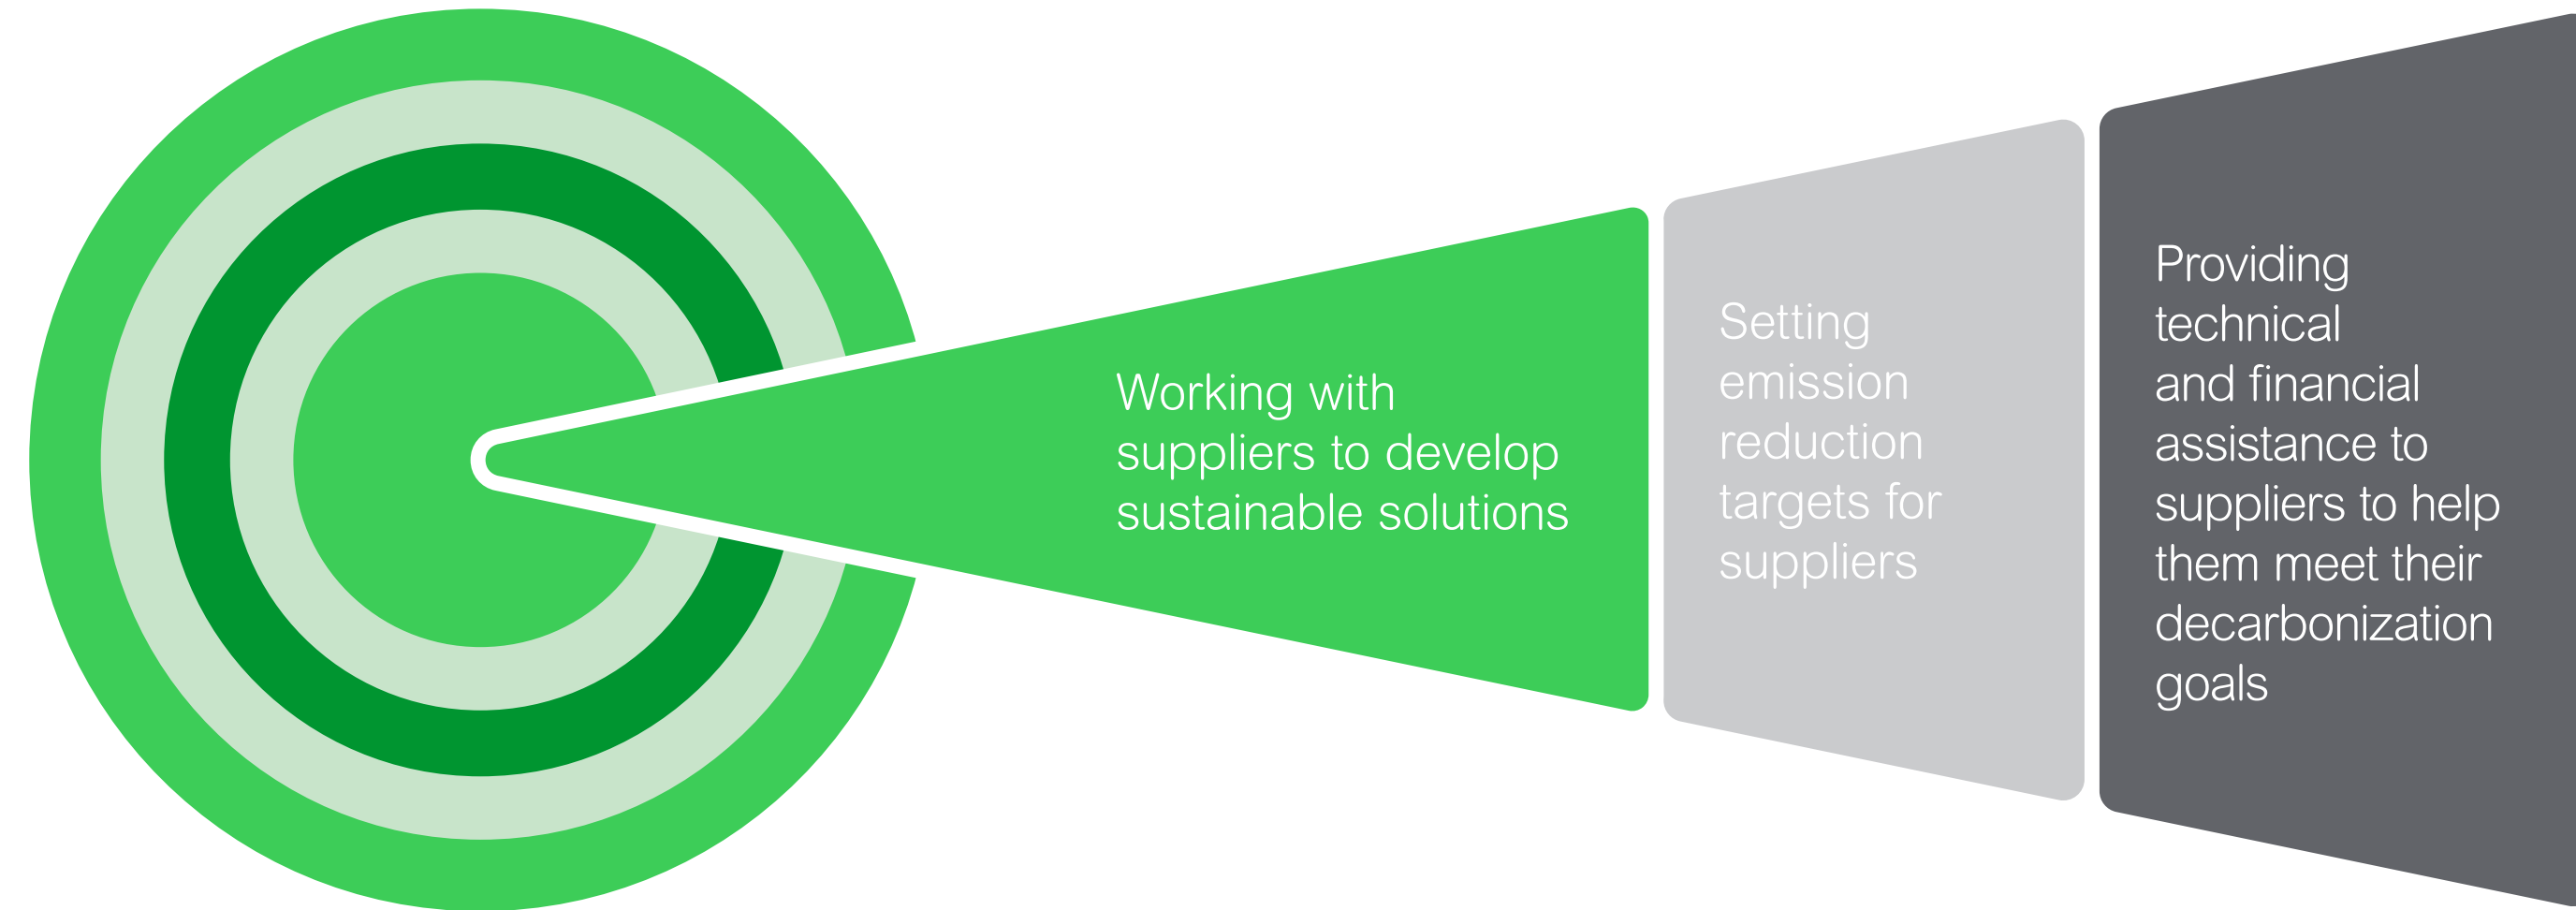 Working with
suppliers to develop
sustainable solutions
Setting
emission
reduction
targets for
suppliers
Providing
technical
and financial
assistance to
suppliers to help
them meet their
decarbonization
goals